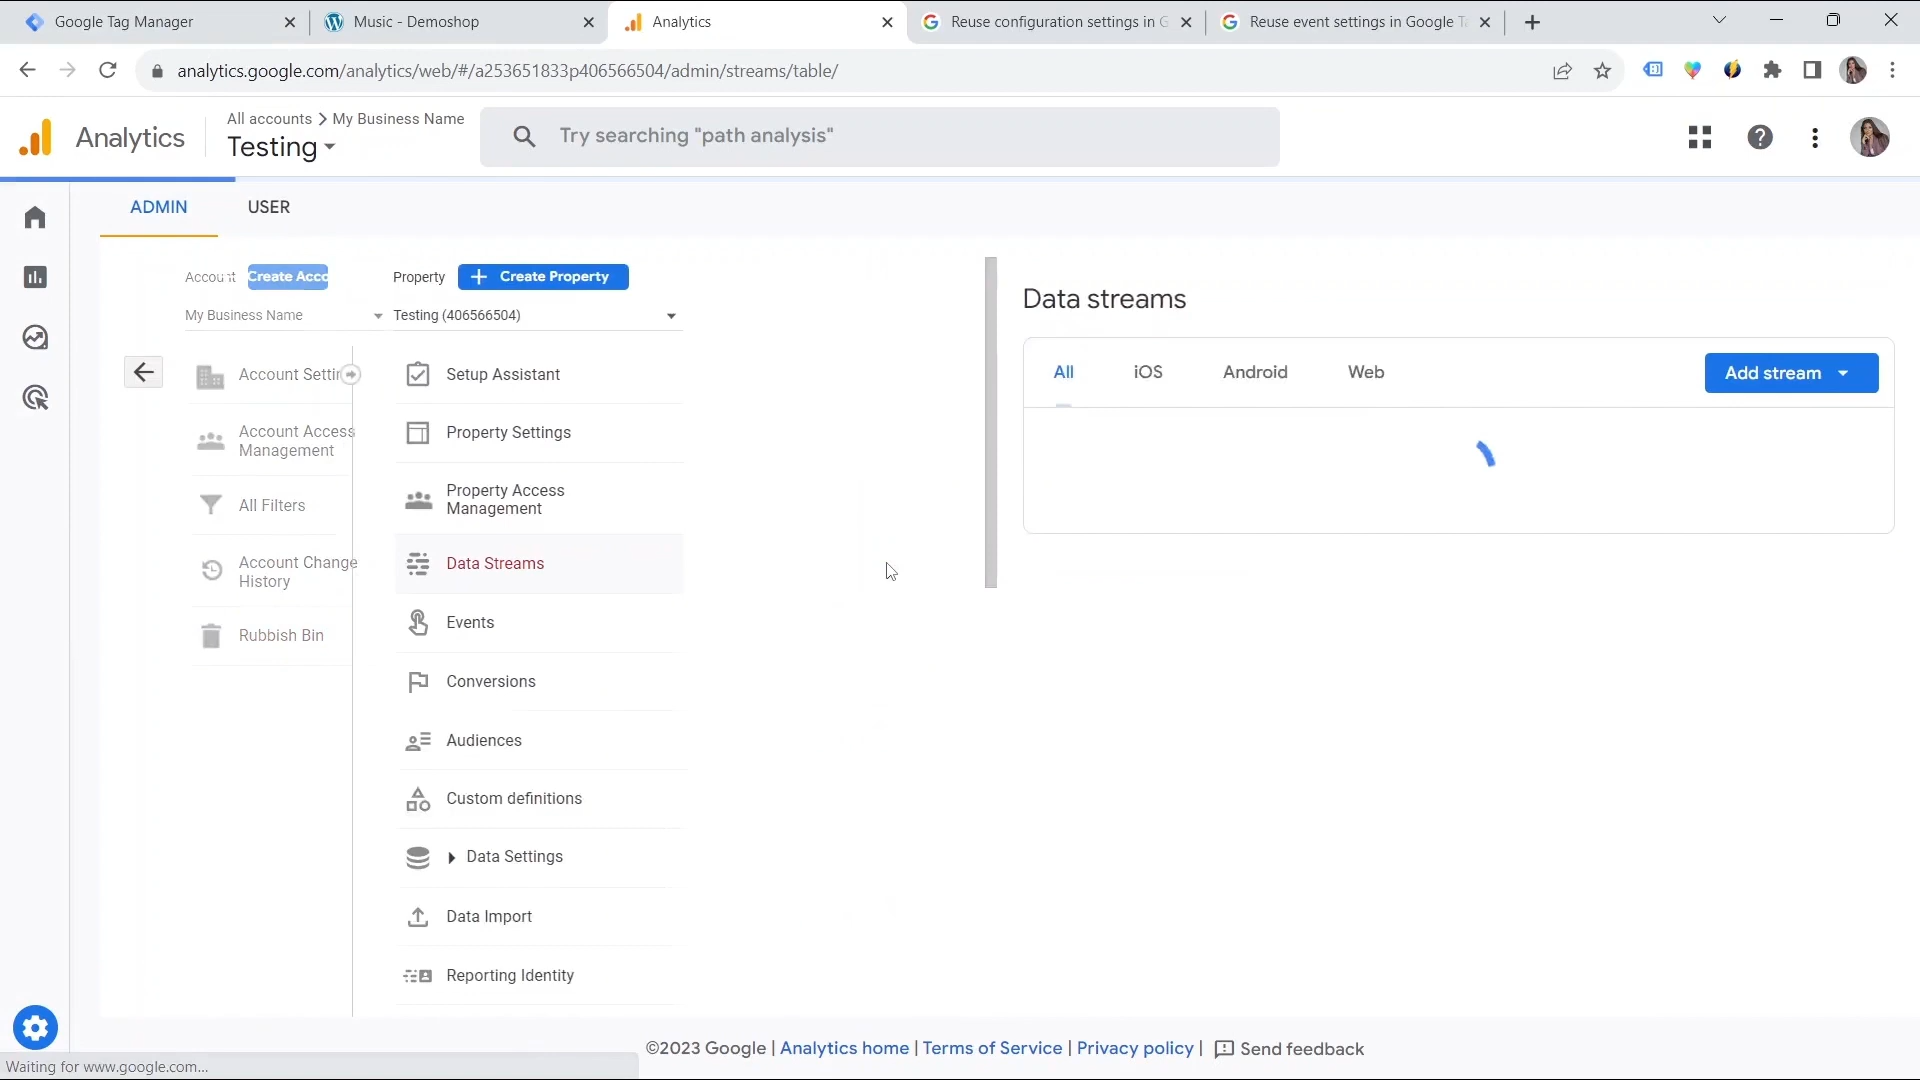 Google Tag Manager
Music - Demoshop
Analytics
Reuse configuration settings in G
Reuse event settings in Google T
analytics.google.com/analytics/web/#/a253651833p406566504/admin/streams/table/
Analytics
All accounts > My Business Name
Testing
Try searching "path analysis"
ADMIN
USER
Account
Create Acco
Property
+ Create Property
My Business Name
Testing (406566504)
Account Settin
Account Access
Management
All Filters
Account Change
History
Rubbish Bin
Setup Assistant
Property Settings
Property Access
Management
Data Streams
Events
Conversions
Audiences
Custom definitions
Data Settings
Data Import
Reporting Identity
Data streams
All
iOS
Android
Web
Add stream
©2023 Google | Analytics home | Terms of Service | Privacy policy | Send feedback
Waiting for www.google.com...